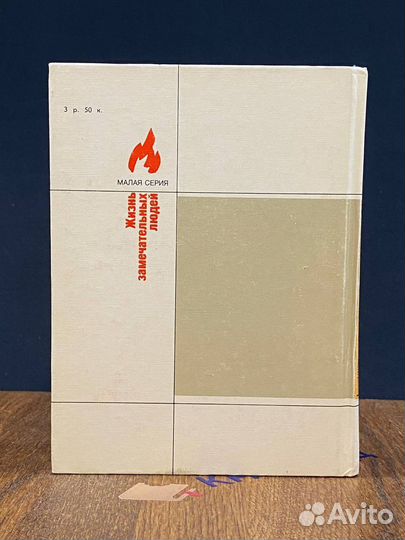 3 р. 50 к.
МАЛАЯ СЕРИЯ
Жизнь
замечательных
людей
Avito